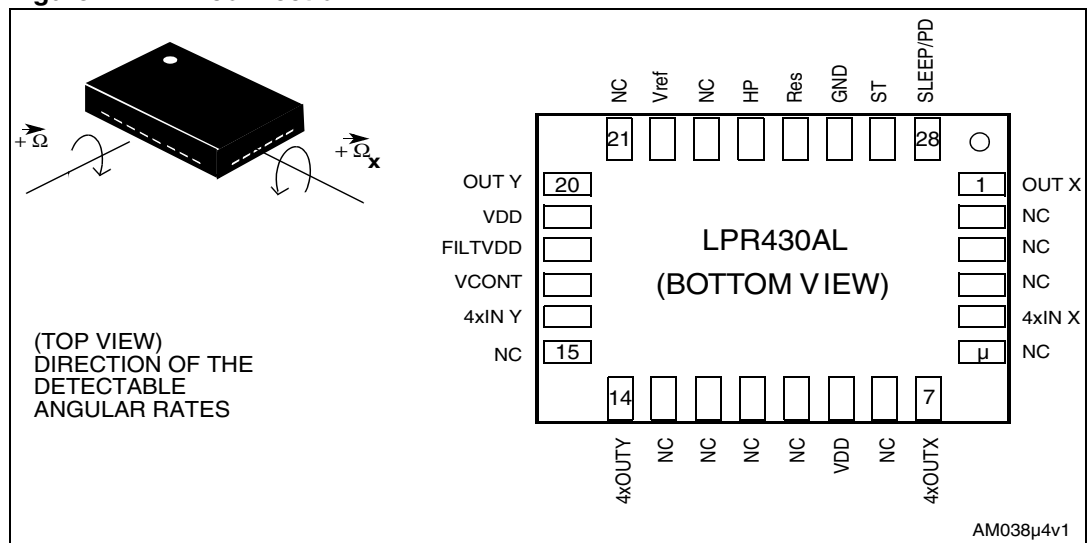 + Ω
+ Ωx
(TOP VIEW)
DIRECTION OF THE
DETECTABLE
ANGULAR RATES
NC
Vref
NC
HP
Res
GND
ST
SLEEP/PD
21
28
OUT Y
20
1
OUT X
VDD
NC
FILTVDD
NC
VCONT
NC
4xIN Y
4xIN X
NC
15
µ
NC
LPR430AL
(BOTTOM VIEW)
14
7
4xOUTY
NC
NC
NC
NC
VDD
NC
4xOUTX
AM038µ4v1